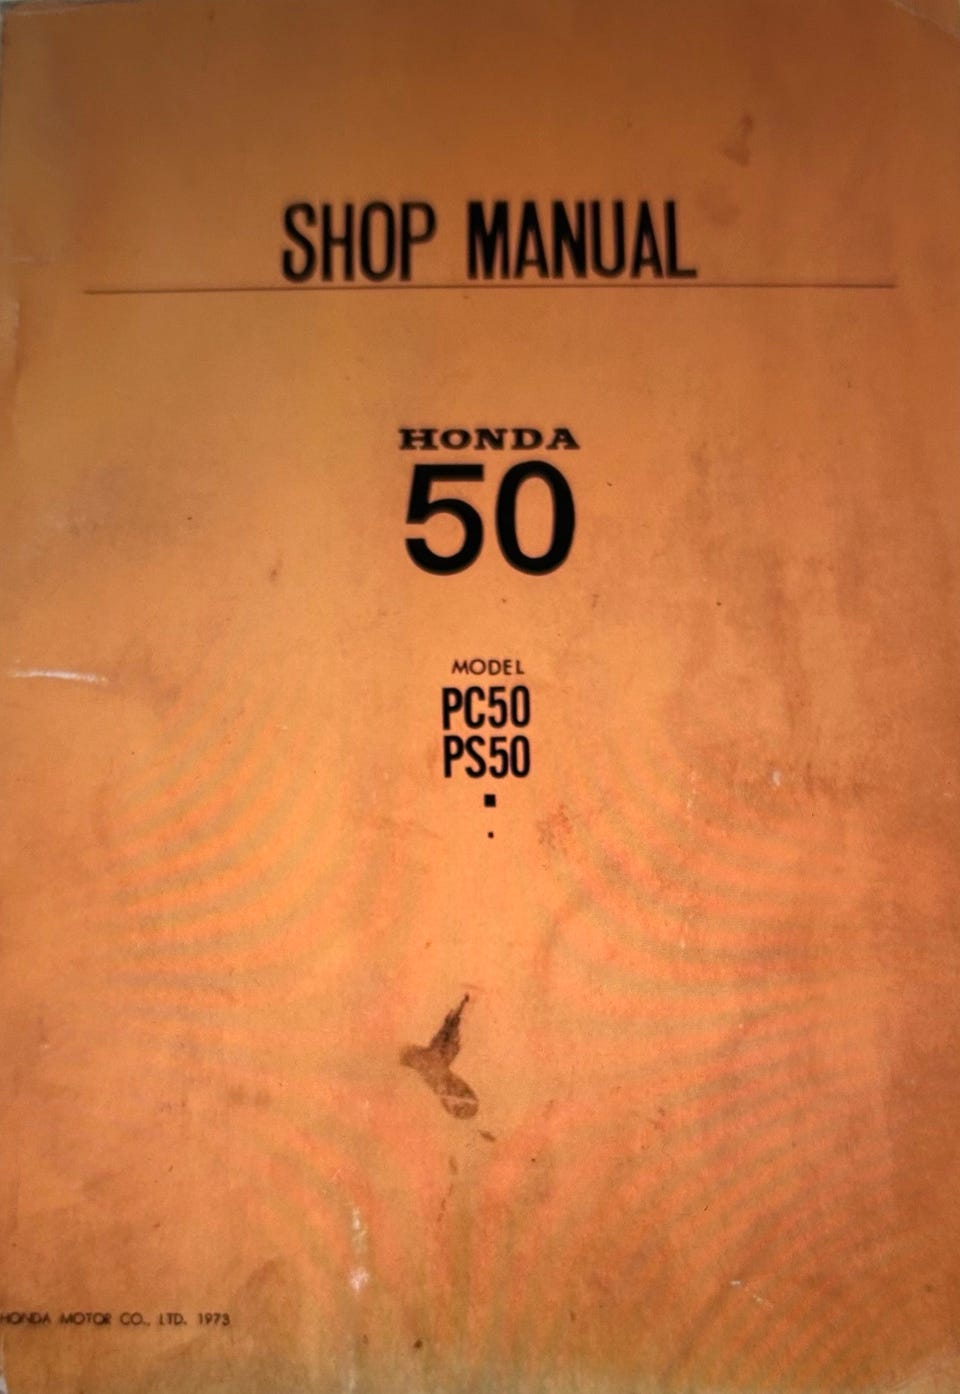 SHOP MANUAL
HONDA
50
MODEL
PC50
PS50
HONDA MOTOR CO., LTD. 1973